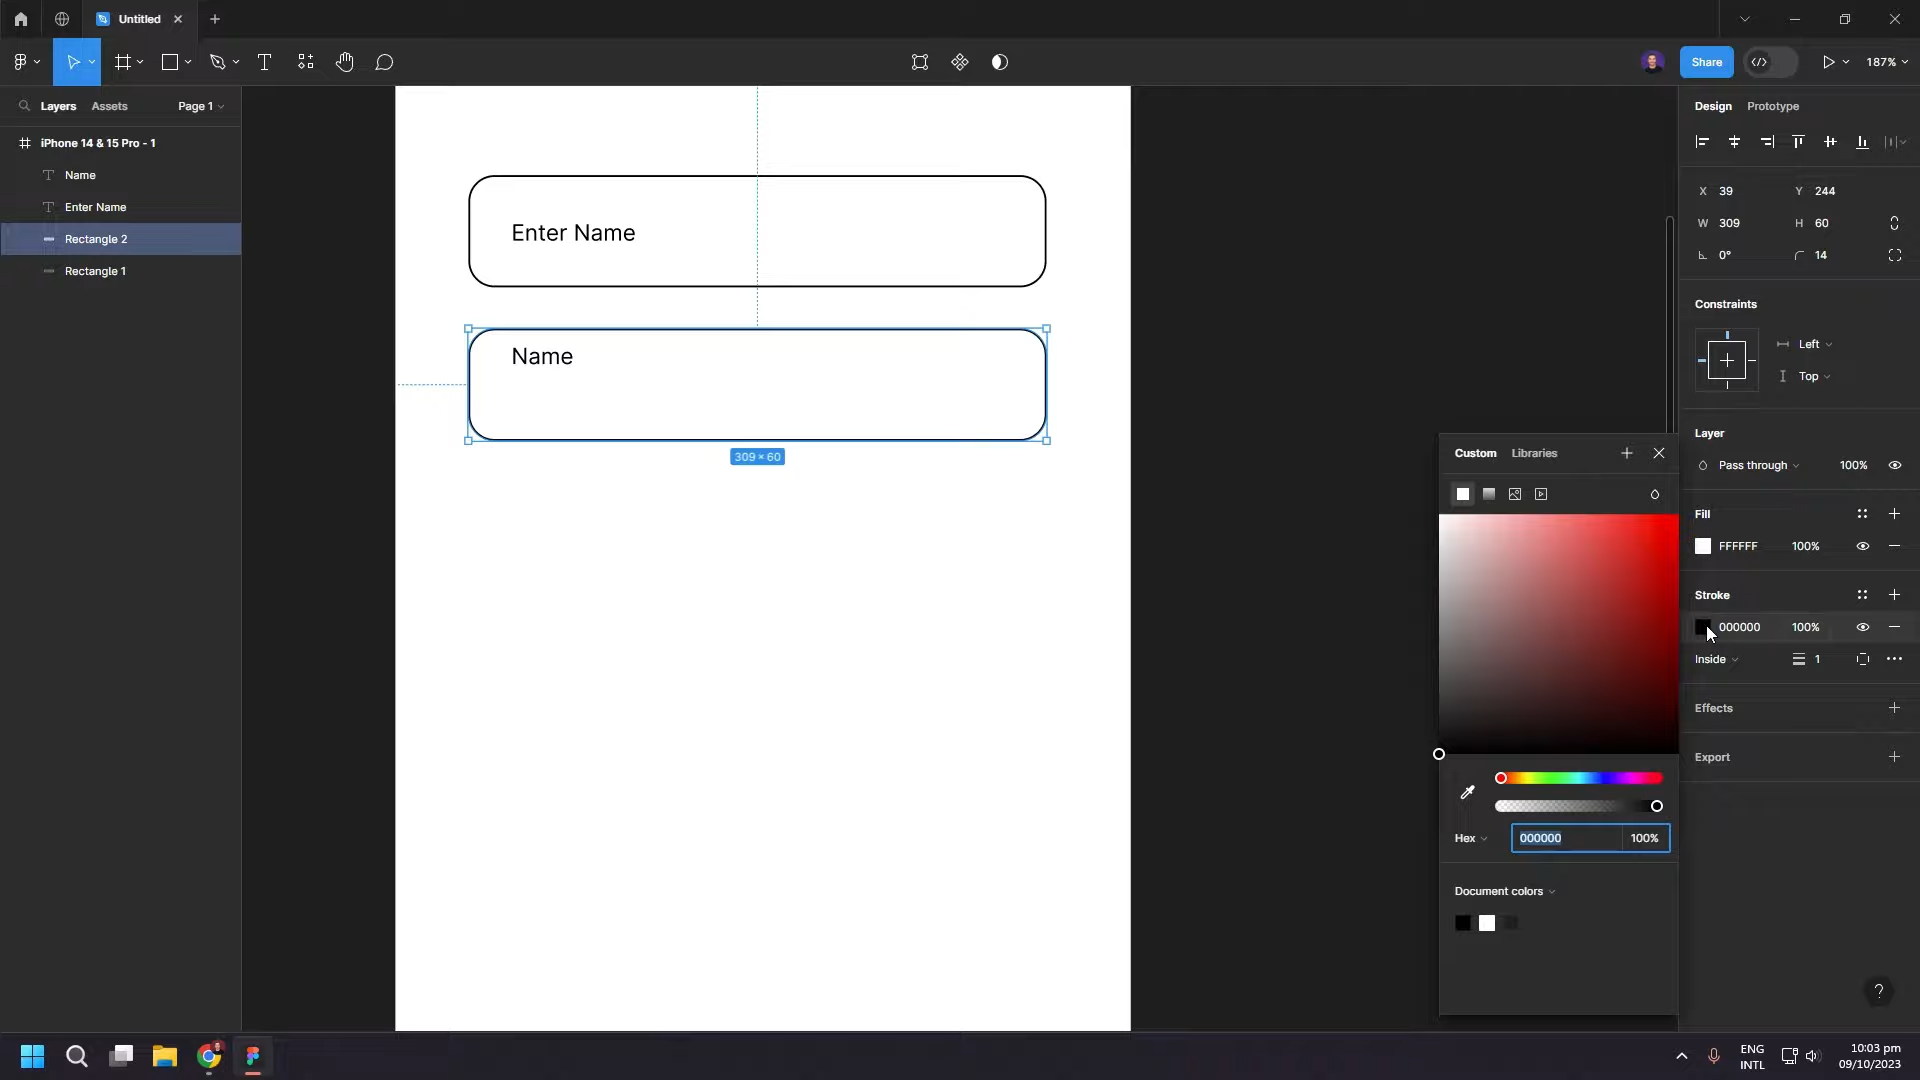 Untitled
Share
187%
Layers
Assets
Page 1
iPhone 14 & 15 Pro - 1
Name
Enter Name
Rectangle 2
Rectangle 1
Enter Name
Name
309 × 60
Design
Prototype
X 39 Y 244
W 309 H 60
0° 14
Constraints
Left
Top
Layer
Pass through 100%
Fill
FFFFFF 100%
Stroke
000000 100%
Inside 1
Effects
Export
Custom
Libraries
Hex 000000 100%
Document colors
?
ENG
INTL
10:03 pm
09/10/2023